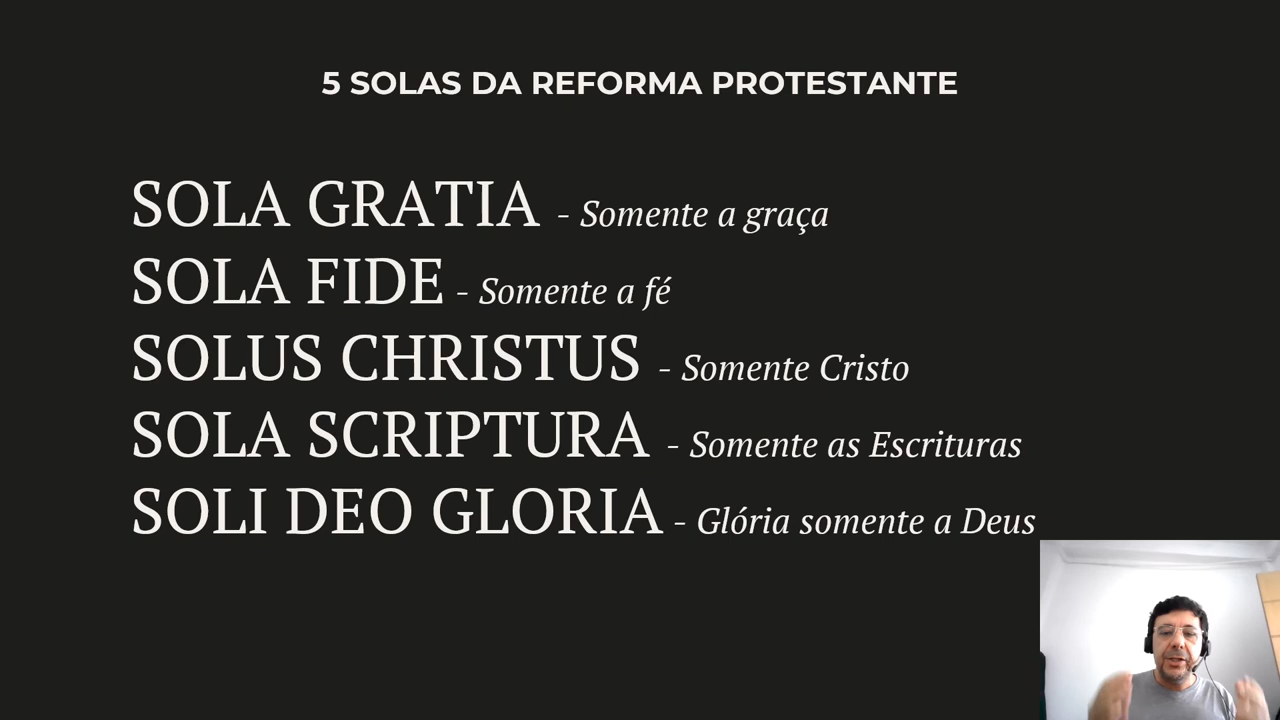 5 SOLAS DA REFORMA PROTESTANTE
SOLA GRATIA - Somente a graça
SOLA FIDE - Somente a fé
SOLUS CHRISTUS - Somente Cristo
SOLA SCRIPTURA - Somente as Escrituras
SOLI DEO GLORIA - Glória somente a Deus